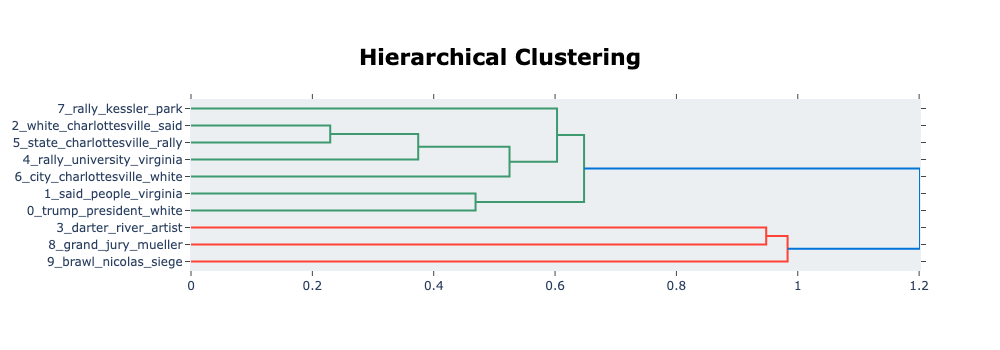 Hierarchical Clustering
7_rally_kessler_park
2_white_charlottesville_said
5_state_charlottesville_rally
4_rally_university_virginia
6_city_charlottesville_white
1_said_people_virginia
0_trump_president_white
3_darter_river_artist
8_grand_jury_mueller
9_brawl_nicolas_siege
0 0.2 0.4 0.6 0.8 1 1.2